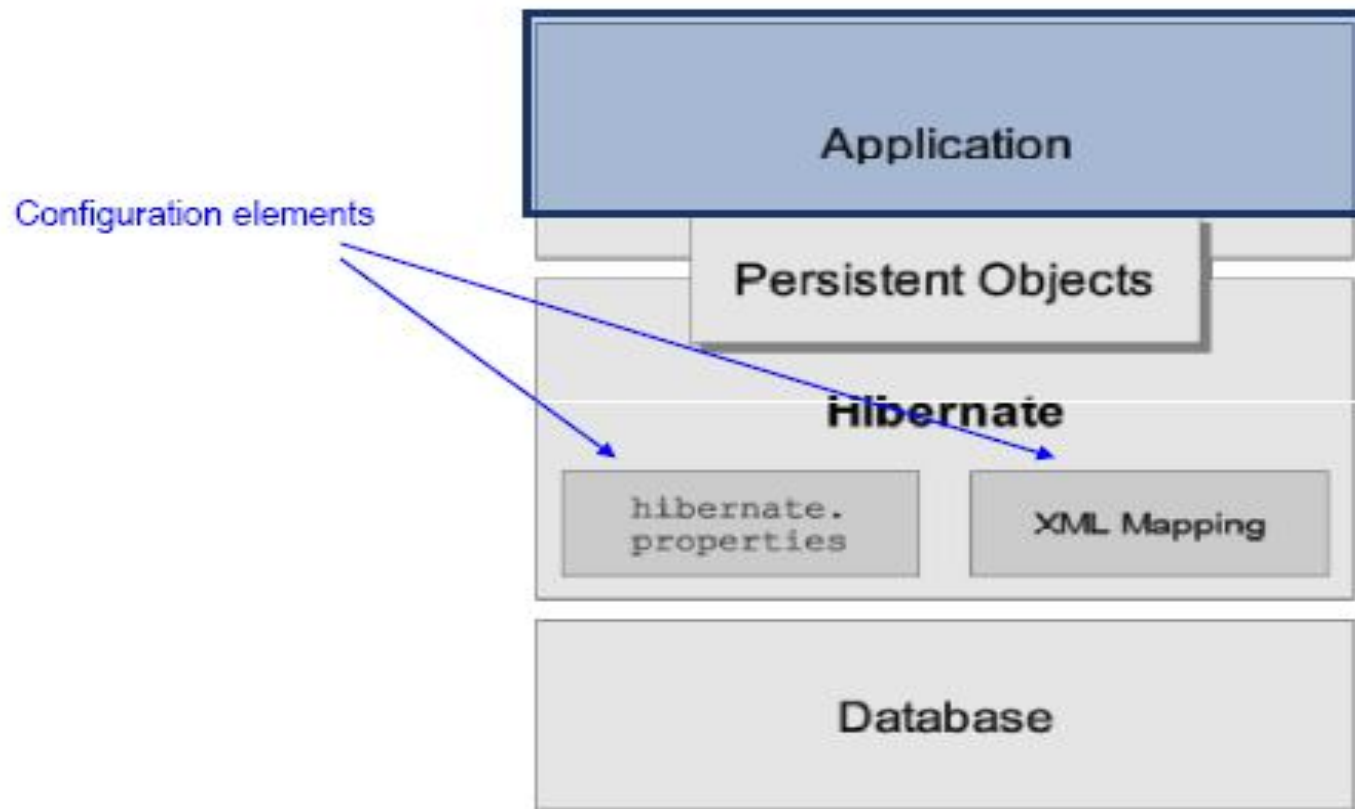 Application
Configuration elements
Persistent Objects
Hibernate
hibernate.
properties
XML Mapping
Database